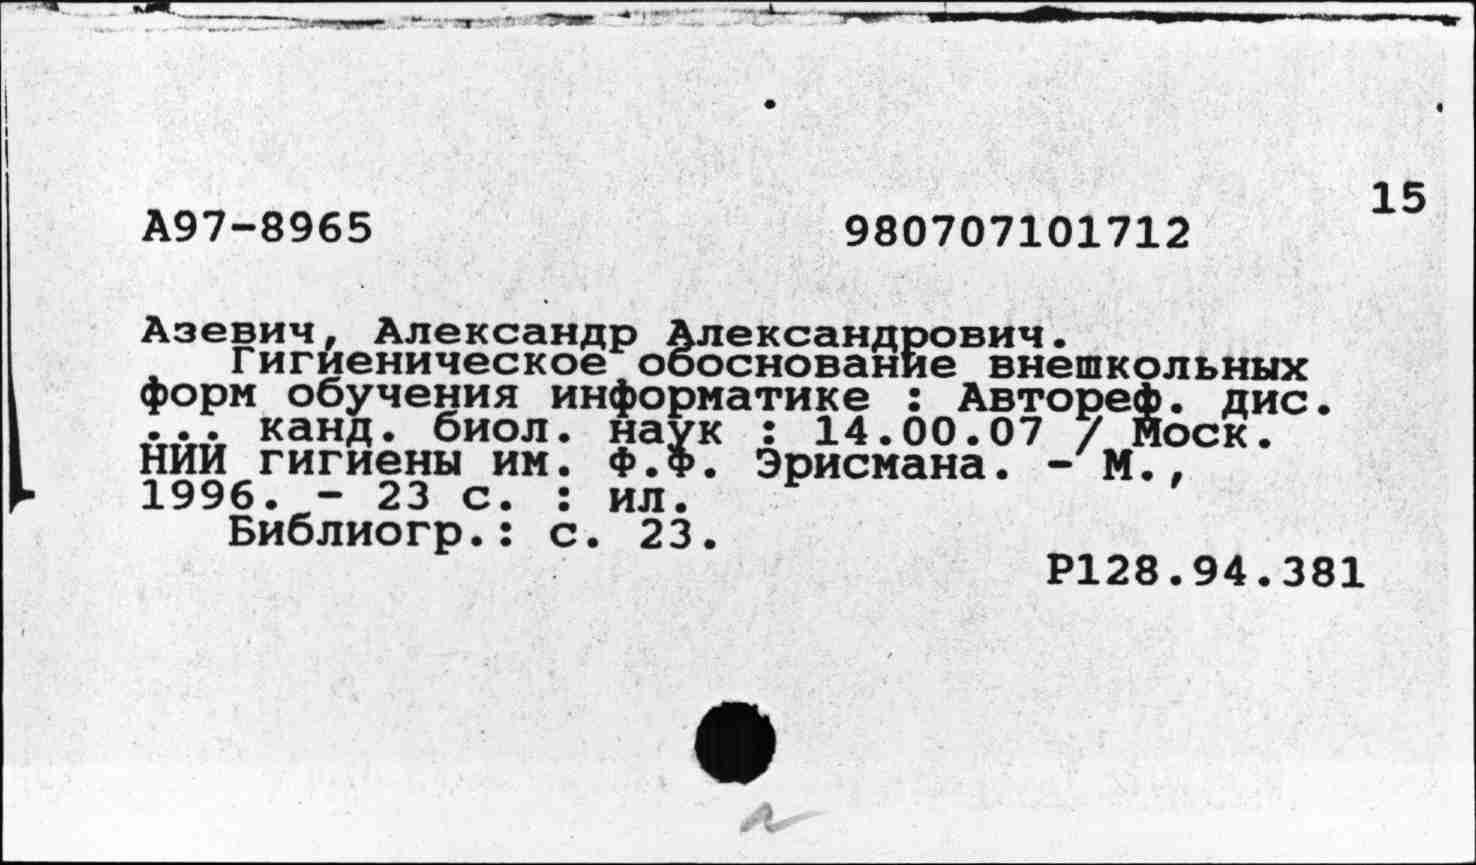 15
А97-8965 980707101712
Азевич, Александр Александрович.
Гигиеническое обоснование внешкольных
форм обучения информатике : Автореф. дис.
... канд. биол. наук : 14.00.07 / Моск.
НИИ гигиены им. Ф.Ф. Эрисмана. - М.,
1996. - 23 с. : ил.
Библиогр.: с. 23.
Р128.94.381